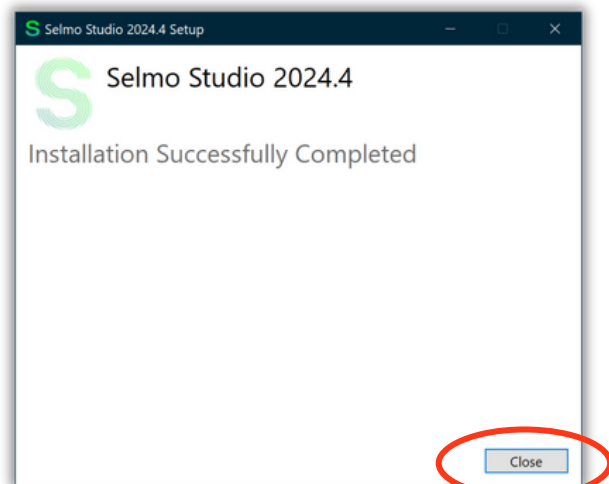 Selmo Studio 2024.4 Setup
Selmo Studio 2024.4
Installation Successfully Completed
Close